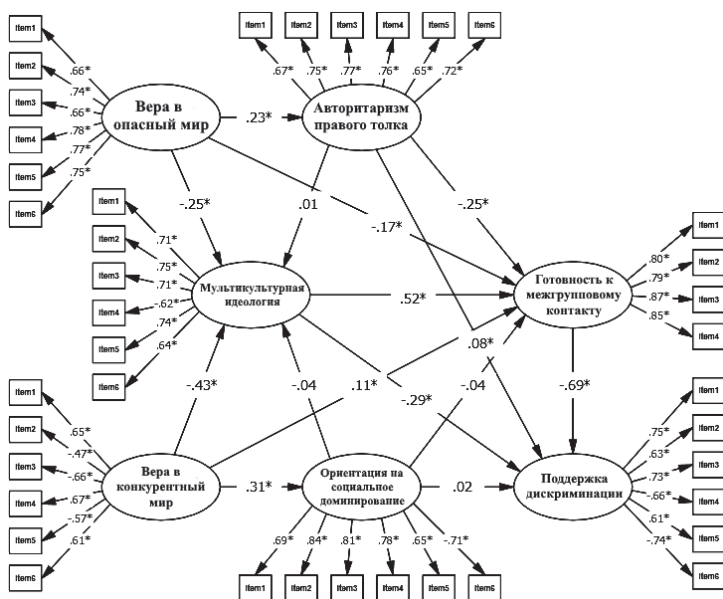 Item1
Item2
Item3
Item4
Item5
Item6
.66*
.74*
.66*
.78*
.77*
.75*
Вера в
опасный мир
.23*
Item1
Item2
Item3
Item4
Item5
Item6
.67*
.75*
.77*
.76*
.65*
.72*
Авторитаризм
правого толка
-.25*
.01
-.17*
-.25*
Item1
Item2
Item3
Item4
Item5
Item6
.71*
.75*
.71*
-.62*
.74*
.64*
Мультикультурная
идеология
.52*
Готовность к
межгрупповому
контакту
Item1
Item2
Item3
Item4
.80*
.79*
.87*
.85*
-.43*
-.04
.11*
-.29*
.08*
-.04
-.69*
Item1
Item2
Item3
Item4
Item5
Item6
.65*
-.47*
-.66*
.67*
-.57*
.61*
Вера в
конкурентный
мир
.31*
Ориентация на
социальное
доминирование
.02
Поддержка
дискриминации
Item1
Item2
Item3
Item4
Item5
Item6
.75*
.63*
.73*
-.66*
.61*
-.74*
.69*
.84*
.81*
.78*
.65*
-.71*
Item1
Item2
Item3
Item4
Item5
Item6